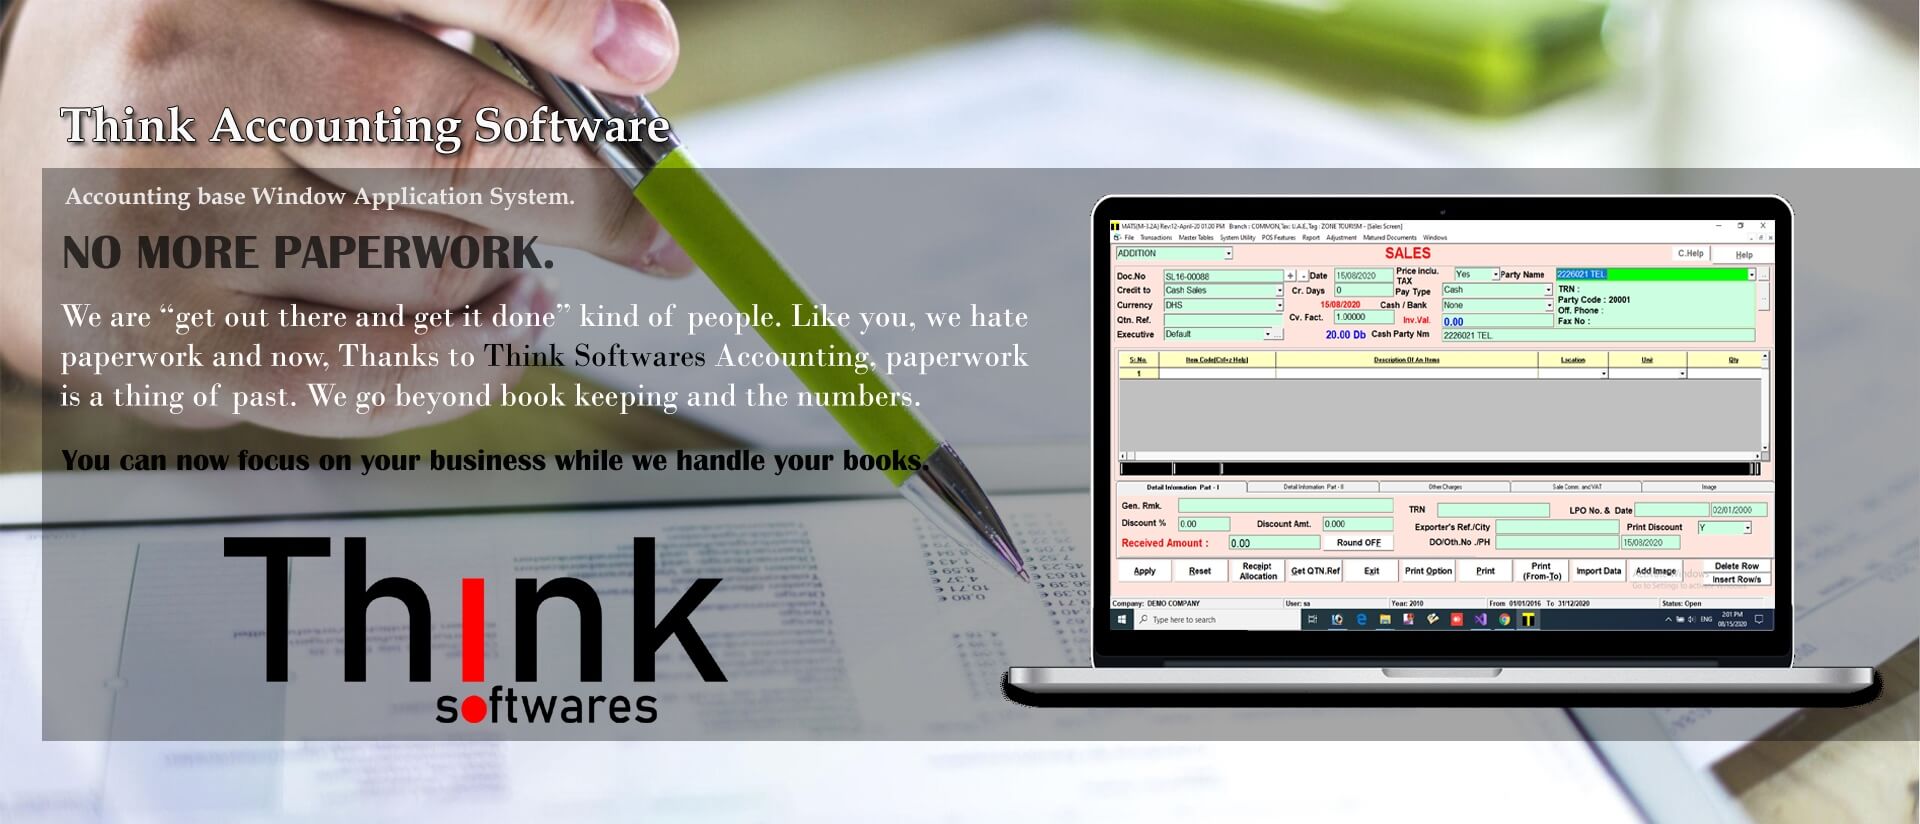 Think Accounting Software
Accounting base Window Application System.
NO MORE PAPERWORK.
We are “get out there and get it done” kind of people. Like you, we hate
paperwork and now, Thanks to Think Softwares Accounting, paperwork
is a thing of past. We go beyond book keeping and the numbers.
You can now focus on your business while we handle your books.
Think
softwares
MATS(M-3.2A) Rev:12-April-20 01.00 PM Branch : COMMON,Tax: U.A.E,Tag : ZONE TOURISM - [Sales Screen]
File Transactions Master Tables System Utility POS Features Report Adjustment Matured Documents Windows
ADDITION SALES C.Help Help
Doc.No SL16-00088 + - Date 15/08/2020 Price inclu. TAX Yes Party Name 2226021 TEL
Credit to Cash Sales Cr. Days 0 Pay Type Cash TRN :
Party Code : 20001
Currency DHS 15/08/2020 Cash / Bank None Off. Phone :
Qtn. Ref. Cv. Fact. 1.00000 Inv.Val. 0.00 Fax No :
Executive Default 20.00 Db Cash Party Nm 2226021 TEL
Sr.No. Item Code(Ctrl+z Help) Description Of An Items Location Unit Qty
1
Detail Information Part - I Detail Information Part - II Other Charges Sale Comm. and VAT Image
Gen. Rmk. TRN LPO No. & Date 02/01/2000
Discount % 0.00 Discount Amt. 0.000 Exporter's Ref./City Print Discount Y
Received Amount : 0.00 Round OFF DO/Oth.No ./PH 15/08/2020
Apply Reset Receipt Allocation Get QTN.Ref Exit Print Option Print Print (From-To) Import Data Add Image Delete Row
Insert Row/s
Company: DEMO COMPANY User: sa Year: 2010 From 01/01/2016 To 31/12/2020 Status: Open
Type here to search ENG 2:01 PM
08/15/2020